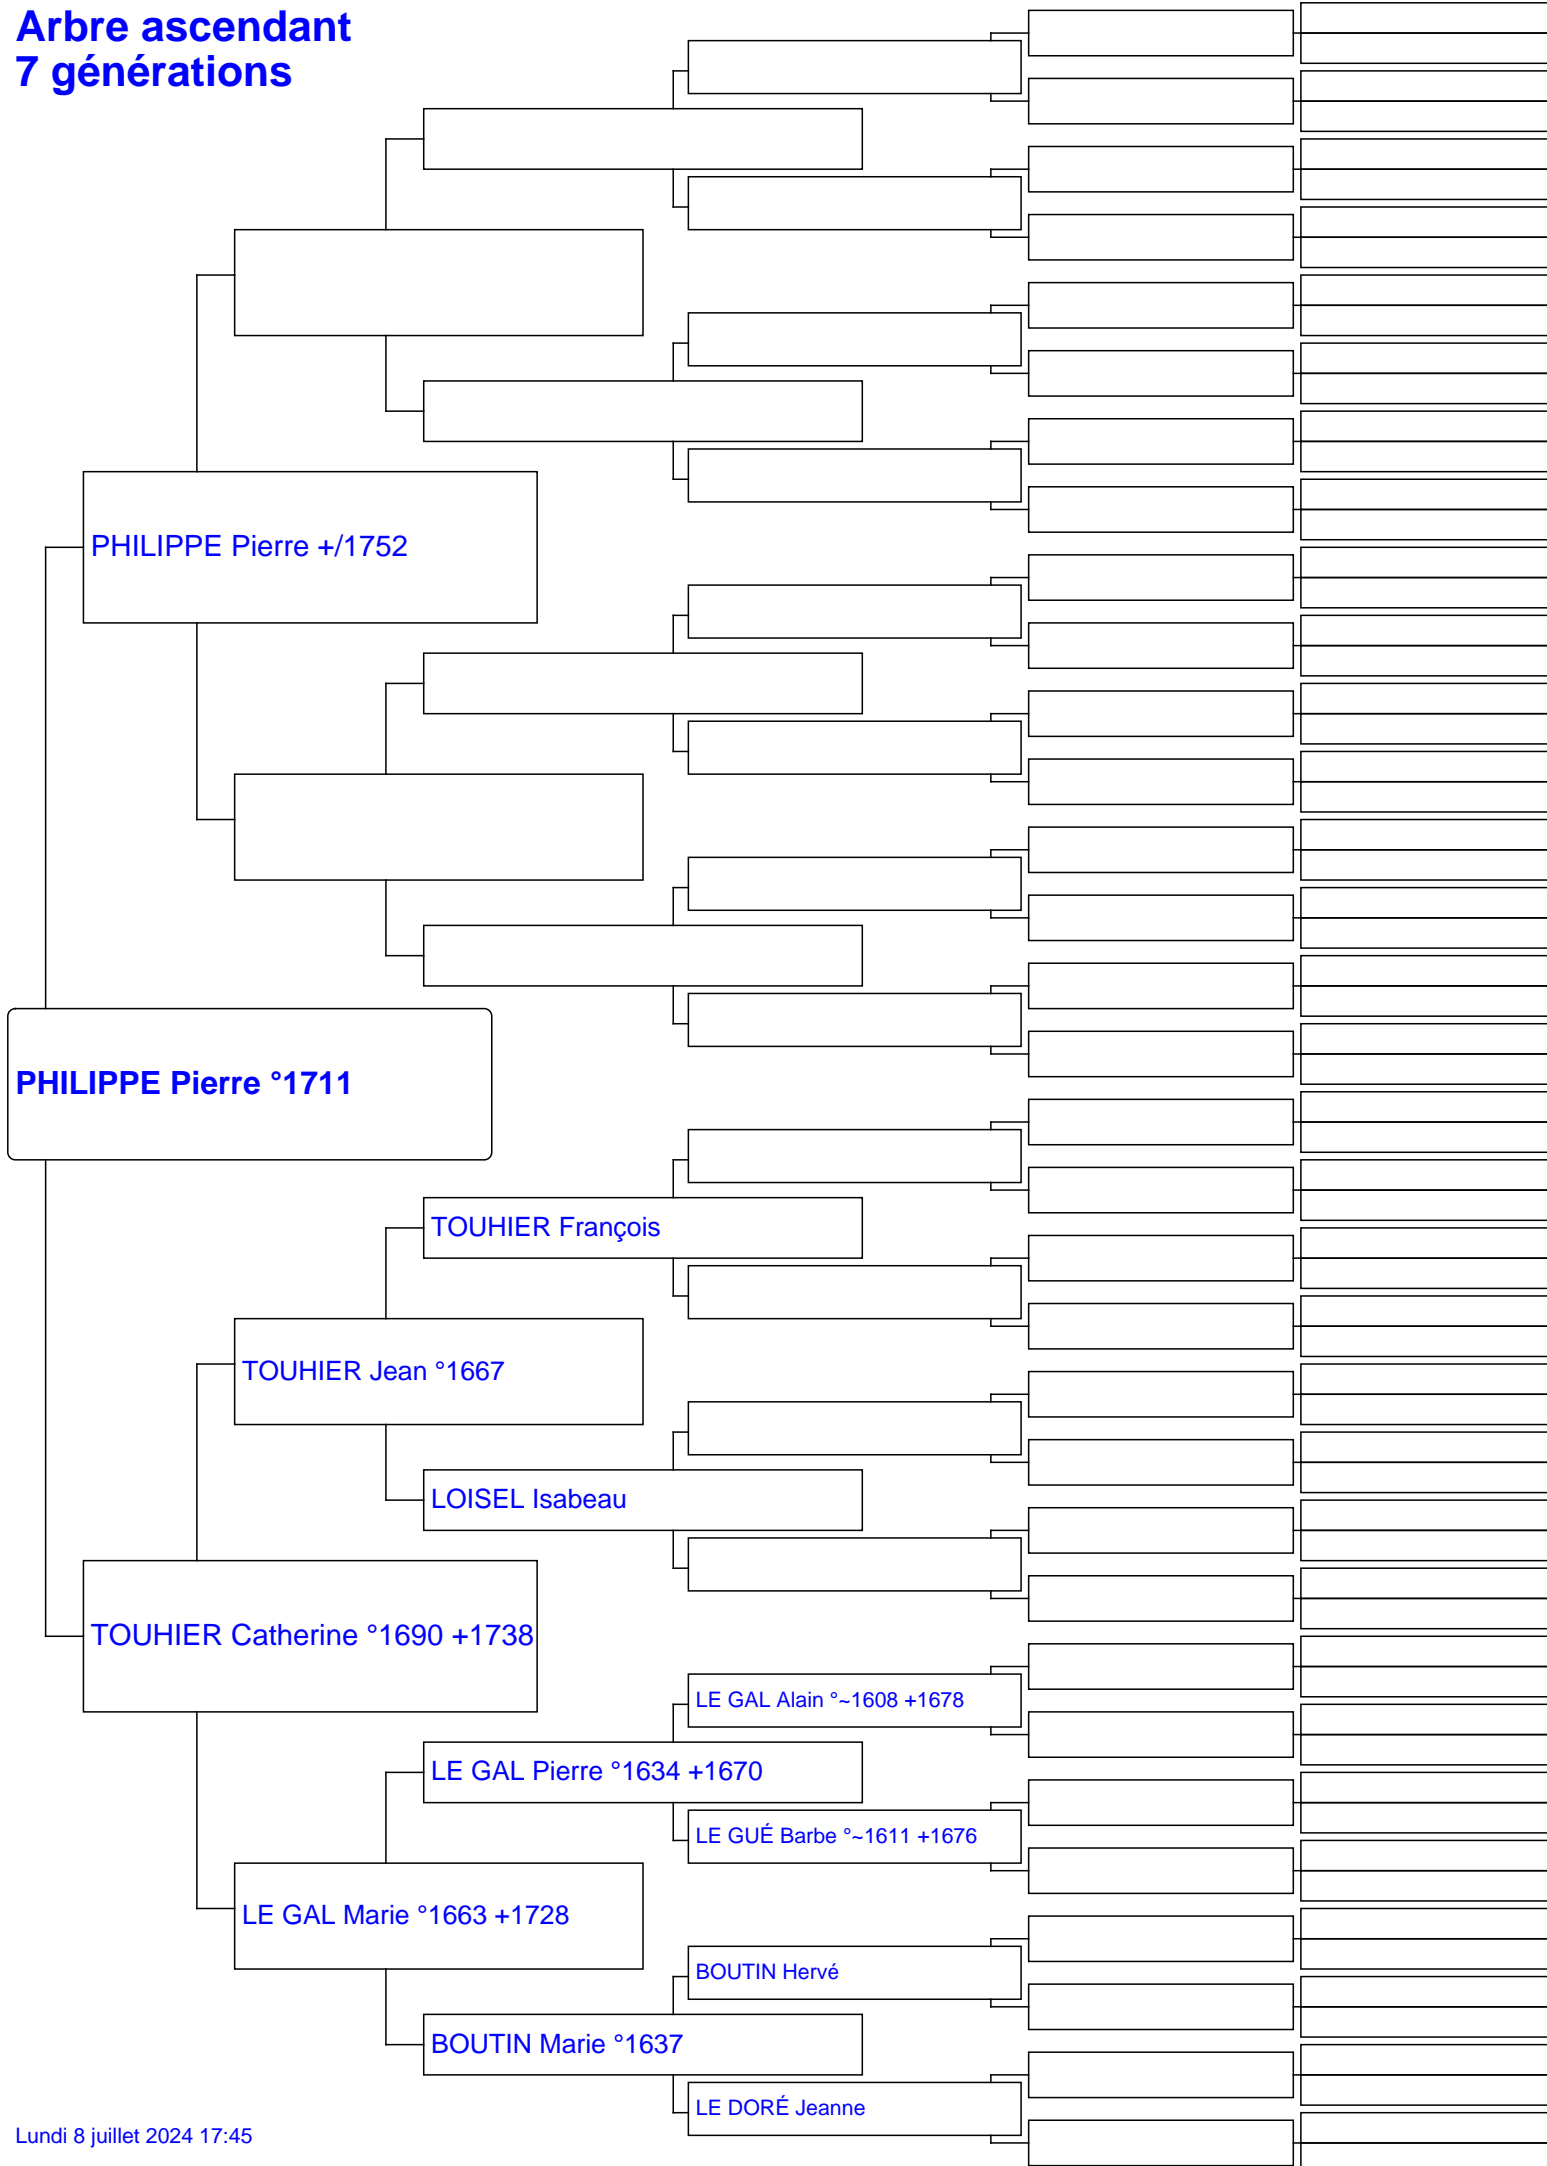 Arbre ascendant
7 générations
PHILIPPE Pierre +/1752
PHILIPPE Pierre °1711
TOUHIER François
TOUHIER Jean °1667
LOISEL Isabeau
TOUHIER Catherine °1690 +1738
LE GAL Alain °~1608 +1678
LE GAL Pierre °1634 +1670
LE GUÉ Barbe °~1611 +1676
LE GAL Marie °1663 +1728
BOUTIN Hervé
BOUTIN Marie °1637
LE DORÉ Jeanne
Lundi 8 juillet 2024 17:45